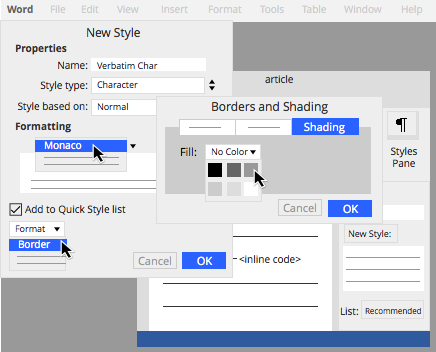 Word File Edit View Insert Format Tools Table Window Help
New Style
Properties
Name: Verbatim Char
Style type: Character
Style based on: Normal
Formatting
Monaco
Add to Quick Style list
Format
Border
Cancel OK
article
Borders and Shading
Shading
Fill: No Color
Cancel OK
<inline code>
¶
Styles
Pane
New Style:
List: Recommended